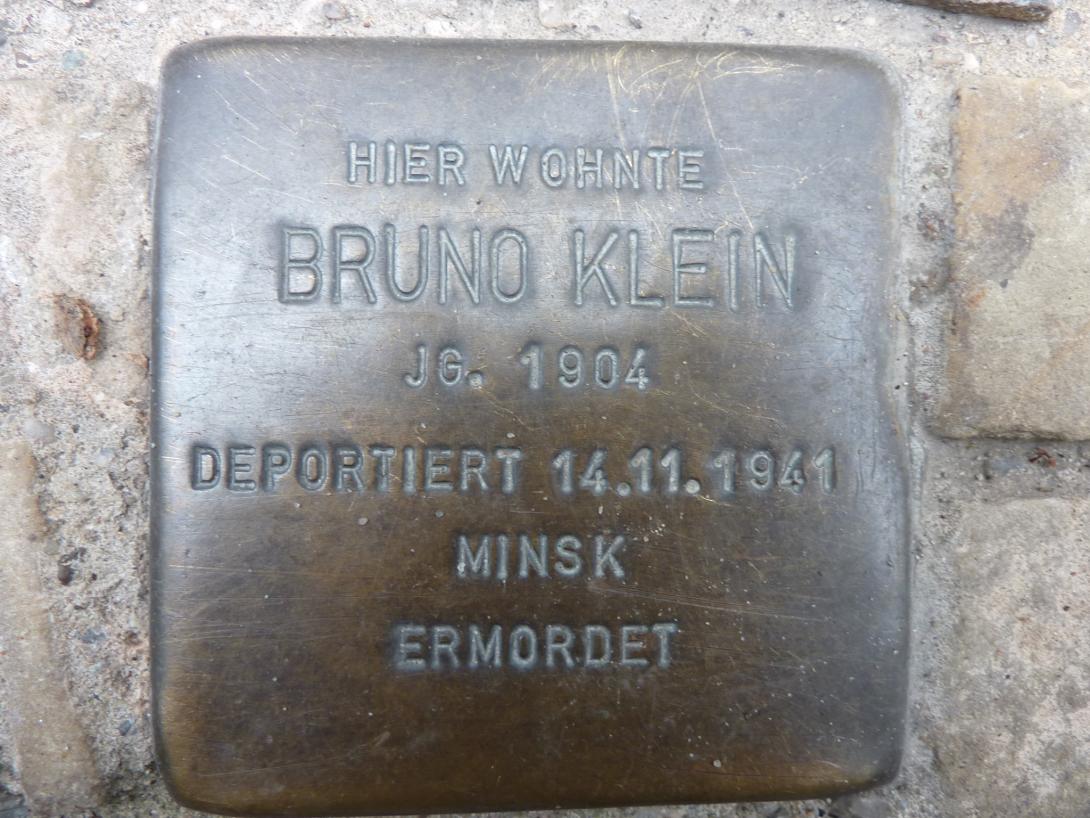 HIER WOHNTE
BRUNO KLEIN
JG. 1904
DEPORTIERT 14.11.1941
MINSK
ERMORDET